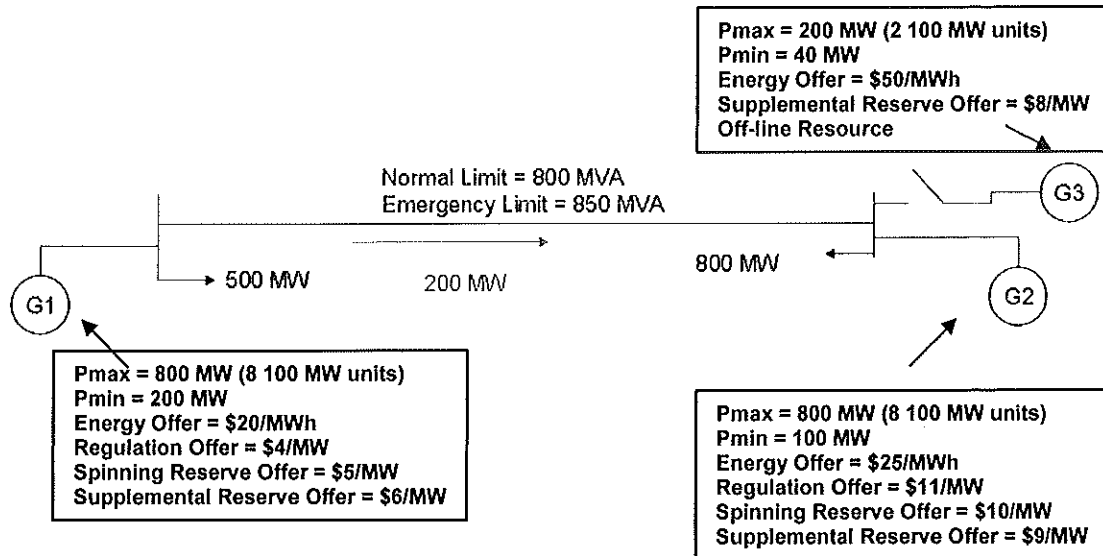 Pmax = 200 MW (2 100 MW units)
Pmin = 40 MW
Energy Offer = $50/MWh
Supplemental Reserve Offer = $8/MW
Off-line Resource
Normal Limit = 800 MVA
Emergency Limit = 850 MVA
G3
500 MW
200 MW
800 MW
G1
G2
Pmax = 800 MW (8 100 MW units)
Pmin = 200 MW
Energy Offer = $20/MWh
Regulation Offer = $4/MW
Spinning Reserve Offer = $5/MW
Supplemental Reserve Offer = $6/MW
Pmax = 800 MW (8 100 MW units)
Pmin = 100 MW
Energy Offer = $25/MWh
Regulation Offer = $11/MW
Spinning Reserve Offer = $10/MW
Supplemental Reserve Offer = $9/MW